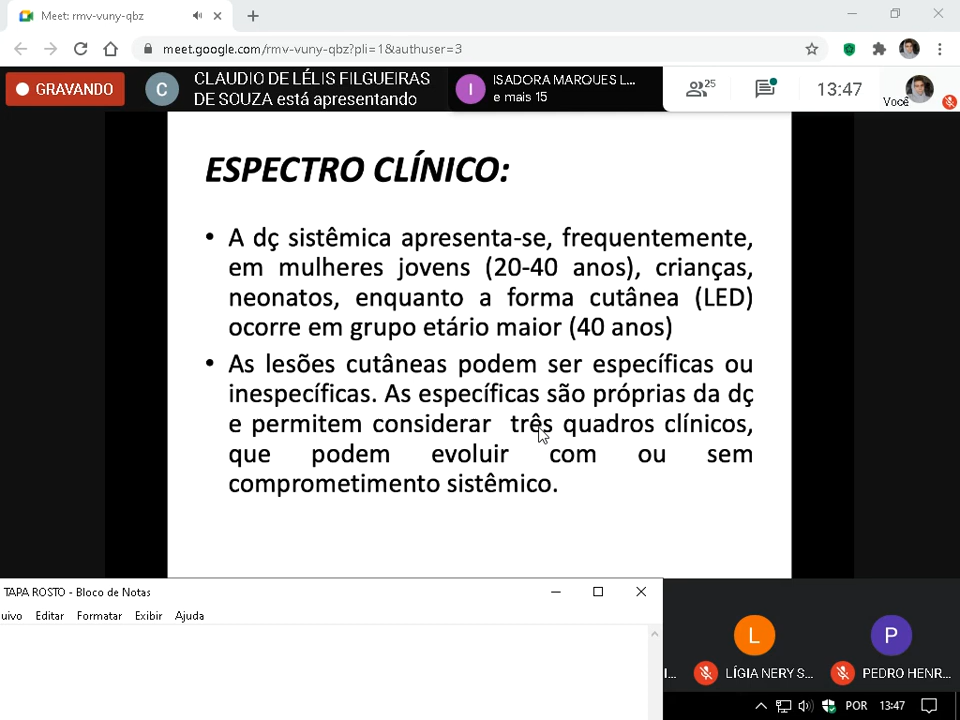 Meet: rmv-vuny-qbz
meet.google.com/rmv-vuny-qbz?pli=1&authuser=3
GRAVANDO
C
CLAUDIO DE LÉLIS FILGUEIRAS
DE SOUZA está apresentando
I
ISADORA MARQUES L...
e mais 15
25
13:47
Você
ESPECTRO CLÍNICO:
• A dç sistêmica apresenta-se, frequentemente,
em mulheres jovens (20-40 anos), crianças,
neonatos, enquanto a forma cutânea (LED)
ocorre em grupo etário maior (40 anos)
• As lesões cutâneas podem ser específicas ou
inespecíficas. As específicas são próprias da dç
e permitem considerar três quadros clínicos,
que podem evoluir com ou sem
comprometimento sistêmico.
TAPA ROSTO - Bloco de Notas
uivo Editar Formatar Exibir Ajuda
L
P
I...
LÍGIA NERY S...
PEDRO HENR...
POR
13:47